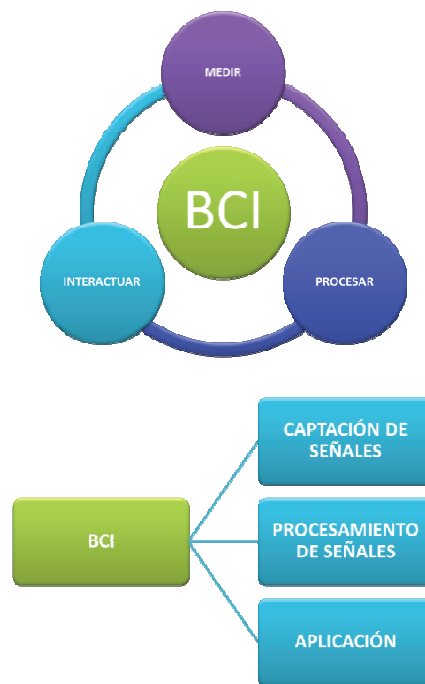 MEDIR
BCI
INTERACTUAR
PROCESAR
CAPTACIÓN DE
SEÑALES
BCI
PROCESAMIENTO
DE SEÑALES
APLICACIÓN